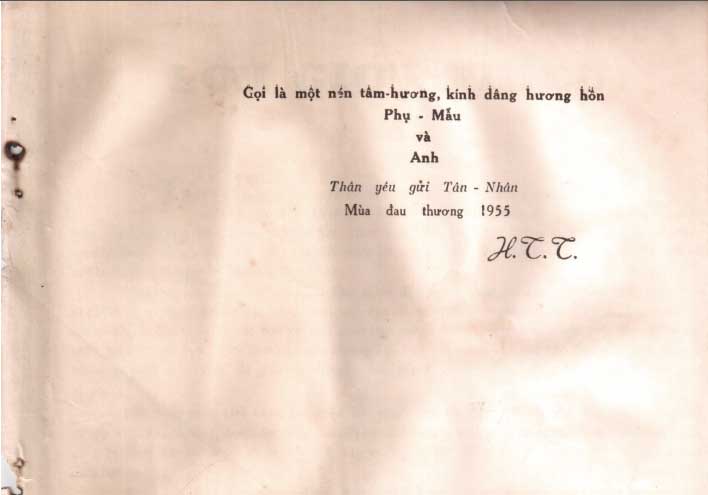 Gọi là một nén tâm-hương, kính dâng hương hồn
Phụ - Mẫu
và
Anh
Thân yêu gửi Tân - Nhân
Mùa đau thương 1955
H.T.T.